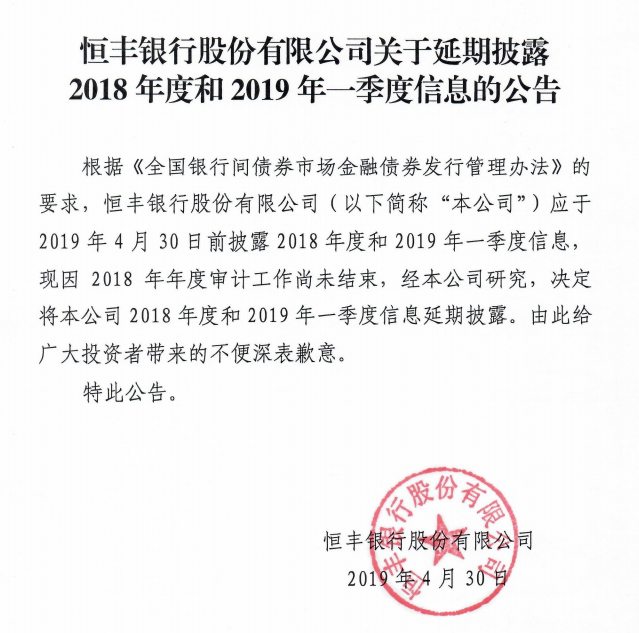 恒丰银行股份有限公司关于延期披露
2018 年度和 2019 年一季度信息的公告
根据《全国银行间债券市场金融债券发行管理办法》的
要求，恒丰银行股份有限公司（以下简称“本公司”）应于
2019 年 4 月 30 日前披露 2018 年度和 2019 年一季度信息，
现因 2018 年年度审计工作尚未结束，经本公司研究，决定
将本公司 2018 年度和 2019 年一季度信息延期披露。由此给
广大投资者带来的不便深表歉意。
特此公告。
恒丰银行股份有限公司
恒丰银行股份有限公司
2019 年 4 月 30 日